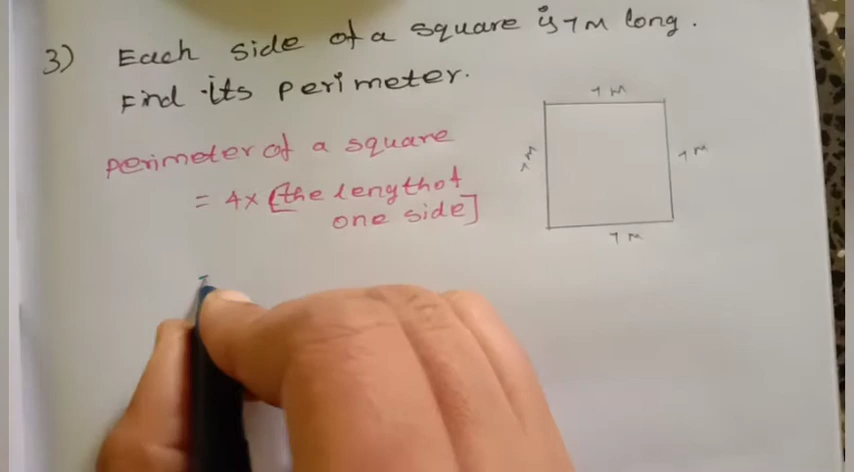 3) Each side of a square is 7M long.
Find its perimeter.
perimeter of a square
= 4x [the length of
one side]
7 M
7 M
7 M
7 M